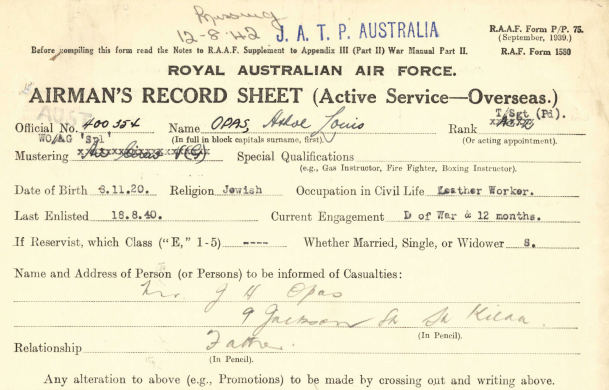 Missing
12-8-42 J. A. T. P. AUSTRALIA
R.A.A.F. Form P/P. 75.
(September, 1939.)
Before compiling this form read the Notes to R.A.A.F. Supplement to Appendix III (Part II) War Manual Part II. R.A.F. Form 1580
ROYAL AUSTRALIAN AIR FORCE.
AIRMAN'S RECORD SHEET (Active Service—Overseas.)
T/Sgt (Pd).
Official No. 400354 Name OPAS, Louis Rank
WO/AG 'Spl' (In full in block capitals surname, first) (Or acting appointment).
Mustering Special Qualifications
(e.g., Gas Instructor, Fire Fighter, Boxing Instructor).
Date of Birth 6.11.20. Religion Jewish Occupation in Civil Life Leather Worker.
Last Enlisted 18.8.40. Current Engagement D of War & 12 months.
If Reservist, which Class ("E," 1-5) ---- Whether Married, Single, or Widower S.
Name and Address of Person (or Persons) to be informed of Casualties:
Mr. J H Opas
9 Jackson St St Kilda.
(In Pencil).
Relationship Father.
(In Pencil).
Any alteration to above (e.g., Promotions) to be made by crossing out and writing above.